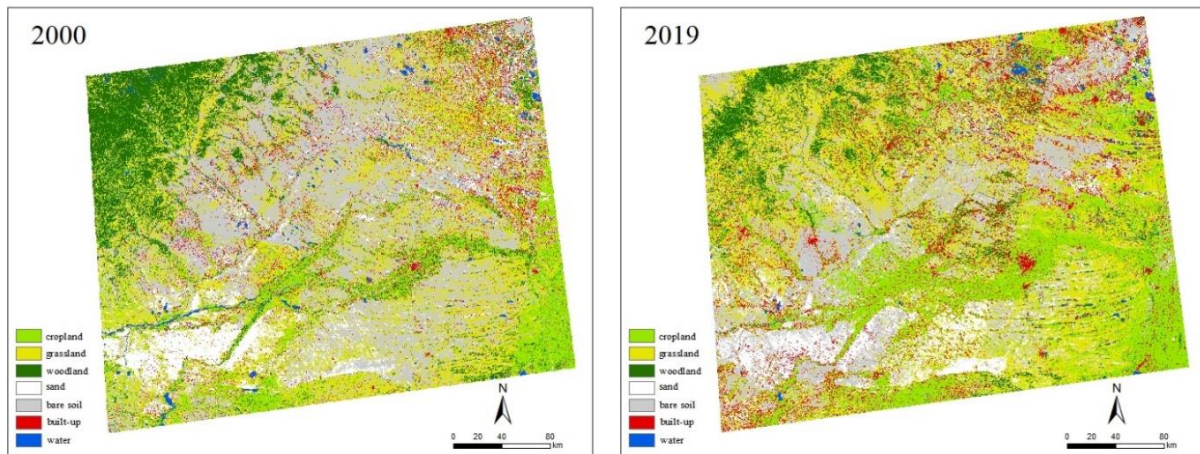 2000
cropland
grassland
woodland
sand
bare soil
built-up
water
N
0 20 40 80
km
2019
cropland
grassland
woodland
sand
bare soil
built-up
water
N
0 20 40 80
km